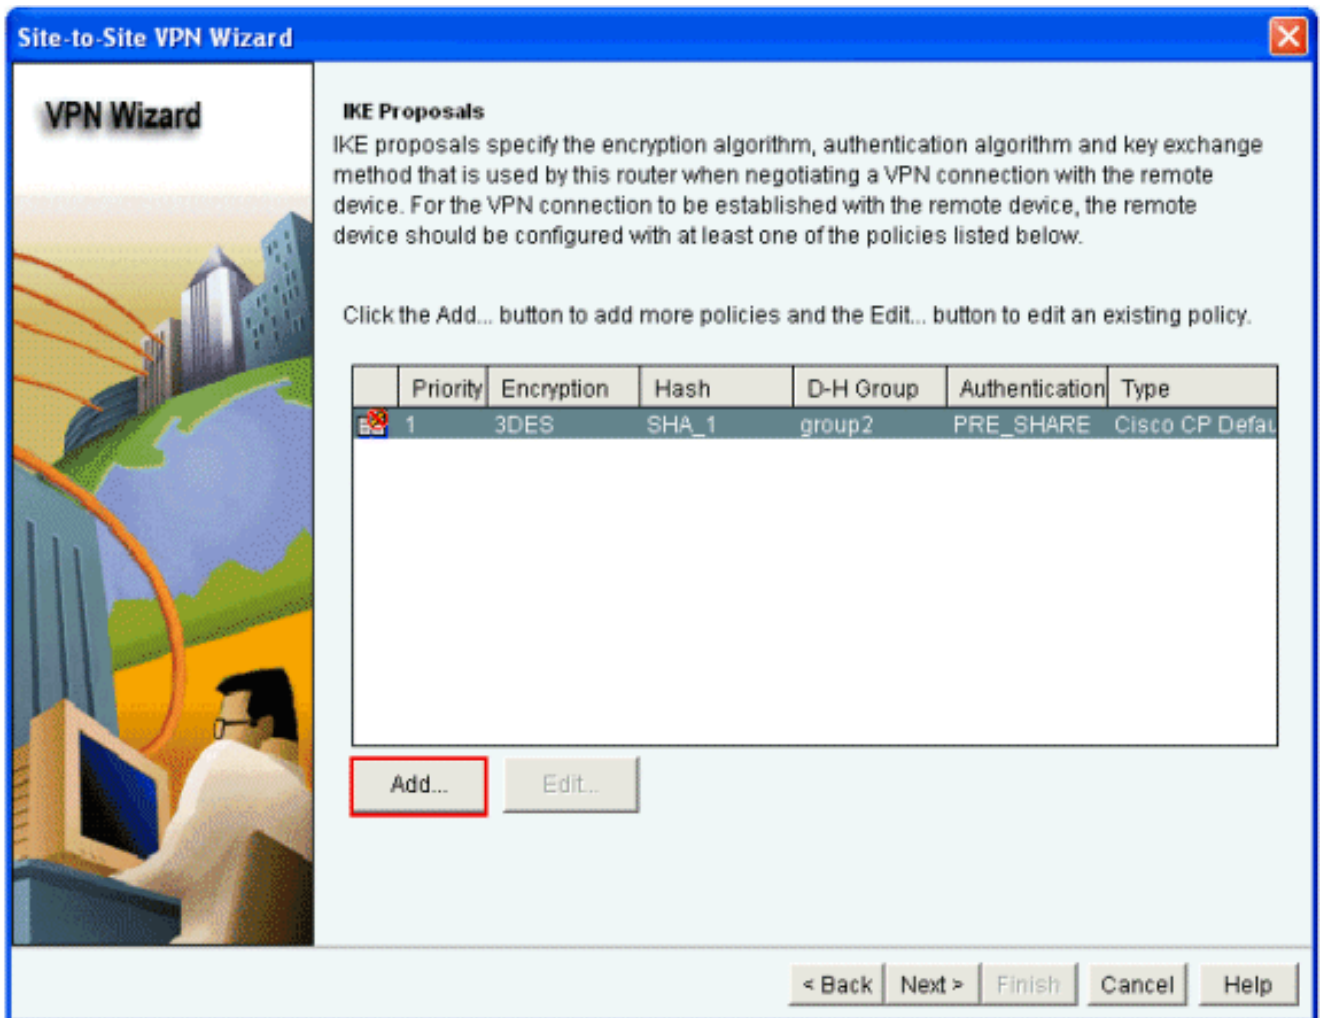 Site-to-Site VPN Wizard
VPN Wizard
IKE Proposals
IKE proposals specify the encryption algorithm, authentication algorithm and key exchange
method that is used by this router when negotiating a VPN connection with the remote
device. For the VPN connection to be established with the remote device, the remote
device should be configured with at least one of the policies listed below.
Click the Add... button to add more policies and the Edit... button to edit an existing policy.
Priority Encryption Hash D-H Group Authentication Type
1 3DES SHA_1 group2 PRE_SHARE Cisco CP Defau
Add... Edit...
< Back Next > Finish Cancel Help